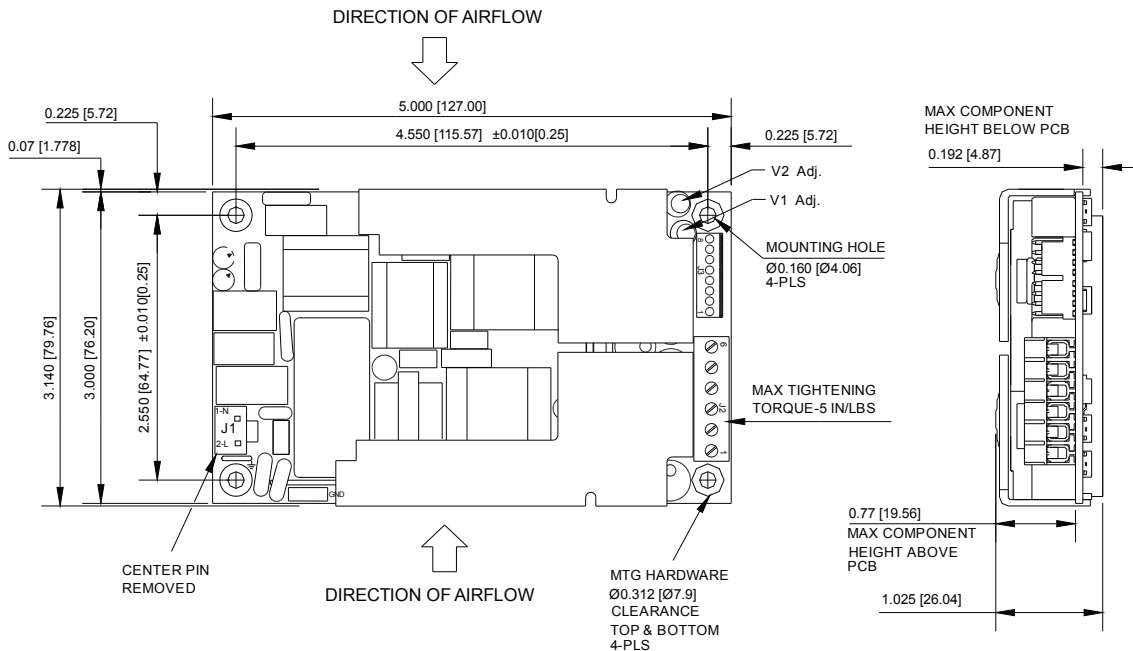 DIRECTION OF AIRFLOW
5.000 [127.00]
0.225 [5.72]
4.550 [115.57] ±0.010[0.25]
0.225 [5.72]
0.07 [1.778]
MAX COMPONENT
HEIGHT BELOW PCB
0.192 [4.87]
V2 Adj.
V1 Adj.
8
J3
1
MOUNTING HOLE
Ø0.160 [Ø4.06]
4-PLS
3.140 [79.76]
3.000 [76.20]
2.550 [64.77] ±0.010[0.25]
6
J2
1
MAX TIGHTENING
TORQUE-5 IN/LBS
1-N
J1
2-L
GND
0.77 [19.56]
MAX COMPONENT
HEIGHT ABOVE
PCB
1.025 [26.04]
CENTER PIN
REMOVED
DIRECTION OF AIRFLOW
MTG HARDWARE
Ø0.312 [Ø7.9]
CLEARANCE
TOP & BOTTOM
4-PLS